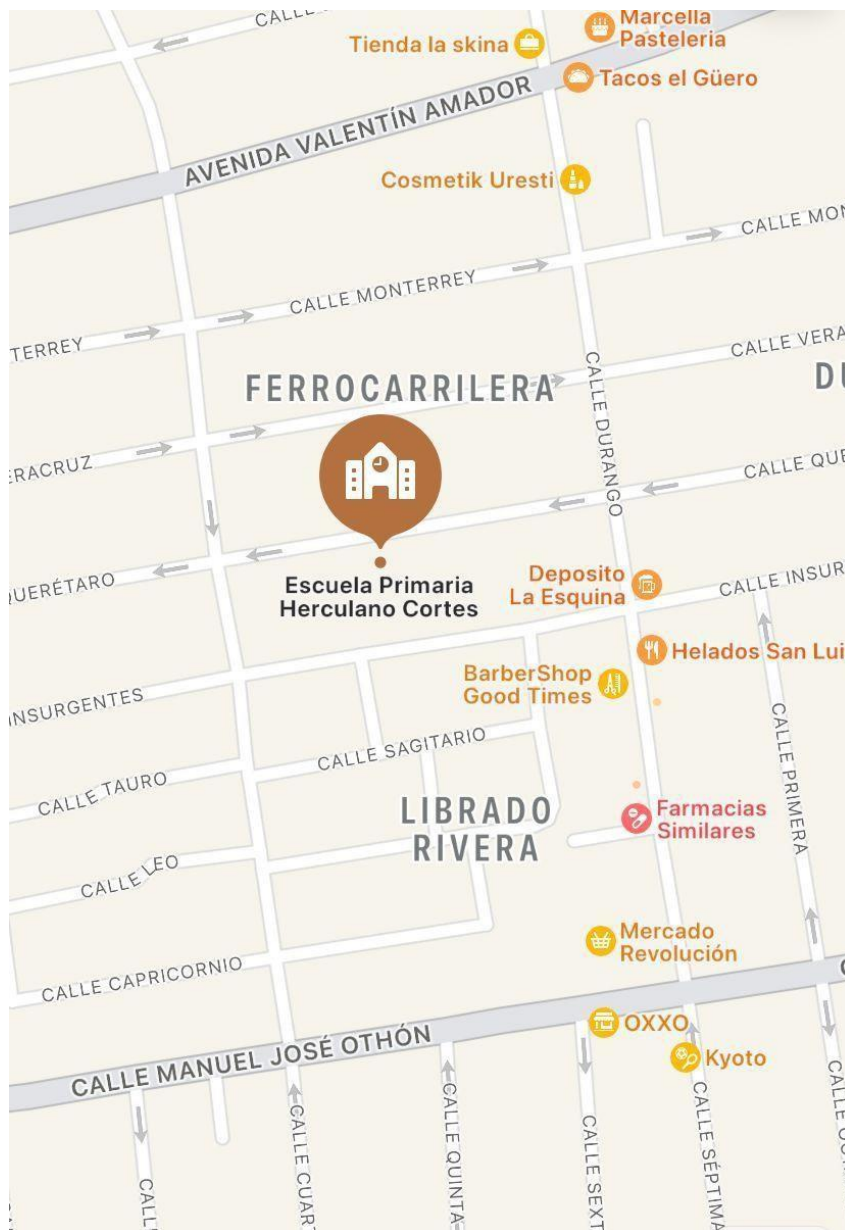 Marcella
Pasteleria
Tienda la skina
Tacos el Güero
AVENIDA VALENTÍN AMADOR
Cosmetik Uresti
CALLE MON
CALLE MONTERREY
TERREY
CALLE VERA
FERROCARRILERA
DU
CALLE DURANGO
ERACRUZ
CALLE QUE
QUERÉTARO
Escuela Primaria
Herculano Cortes
Deposito
La Esquina
CALLE INSUR
Helados San Lui
BarberShop
Good Times
INSURGENTES
CALLE SAGITARIO
CALLE TAURO
CALLE PRIMERA
LIBRADO
RIVERA
Farmacias
Similares
CALLE LEO
Mercado
Revolución
CALLE CAPRICORNIO
C
OXXO
CALLE MANUEL JOSÉ OTHÓN
Kyoto
CALL
CALLE CUAR
CALLE QUINTA
CALLE SEXT
CALLE SÉPTIMA
CALLE OCT